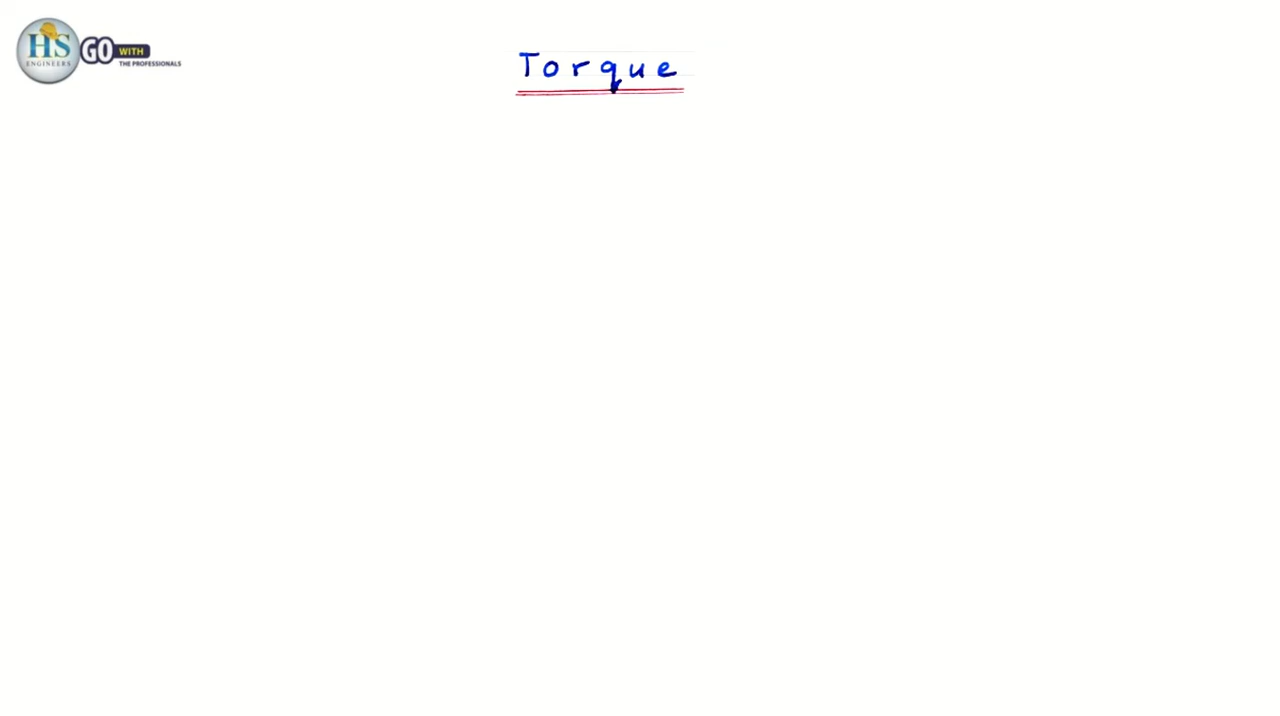 HS
ENGINEERS
GO WITH
THE PROFESSIONALS
Torque